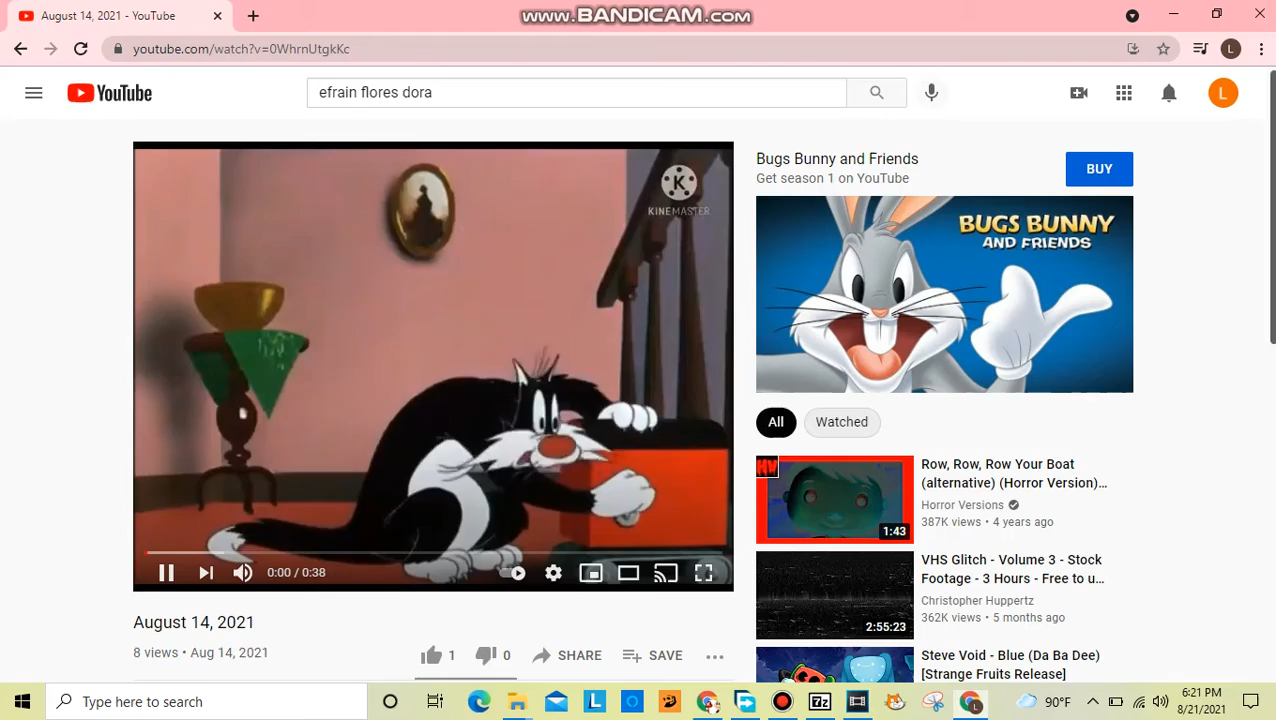 August 14, 2021 - YouTube
www.BANDICAM.com
youtube.com/watch?v=0WhrnUtgkKc
L
YouTube
efrain flores dora
L
K
KINEMASTER
0:00 / 0:38
August 14, 2021
8 views • Aug 14, 2021
1
0
SHARE
SAVE
Bugs Bunny and Friends
Get season 1 on YouTube
BUY
BUGS BUNNY
AND FRIENDS
All
Watched
HW
1:43
Row, Row, Row Your Boat
(alternative) (Horror Version)...
Horror Versions
387K views • 4 years ago
2:55:23
VHS Glitch - Volume 3 - Stock
Footage - 3 Hours - Free to u...
Christopher Huppertz
362K views • 5 months ago
Steve Void - Blue (Da Ba Dee)
[Strange Fruits Release]
Type here to search
L
7z
L
90°F
6:21 PM
8/21/2021